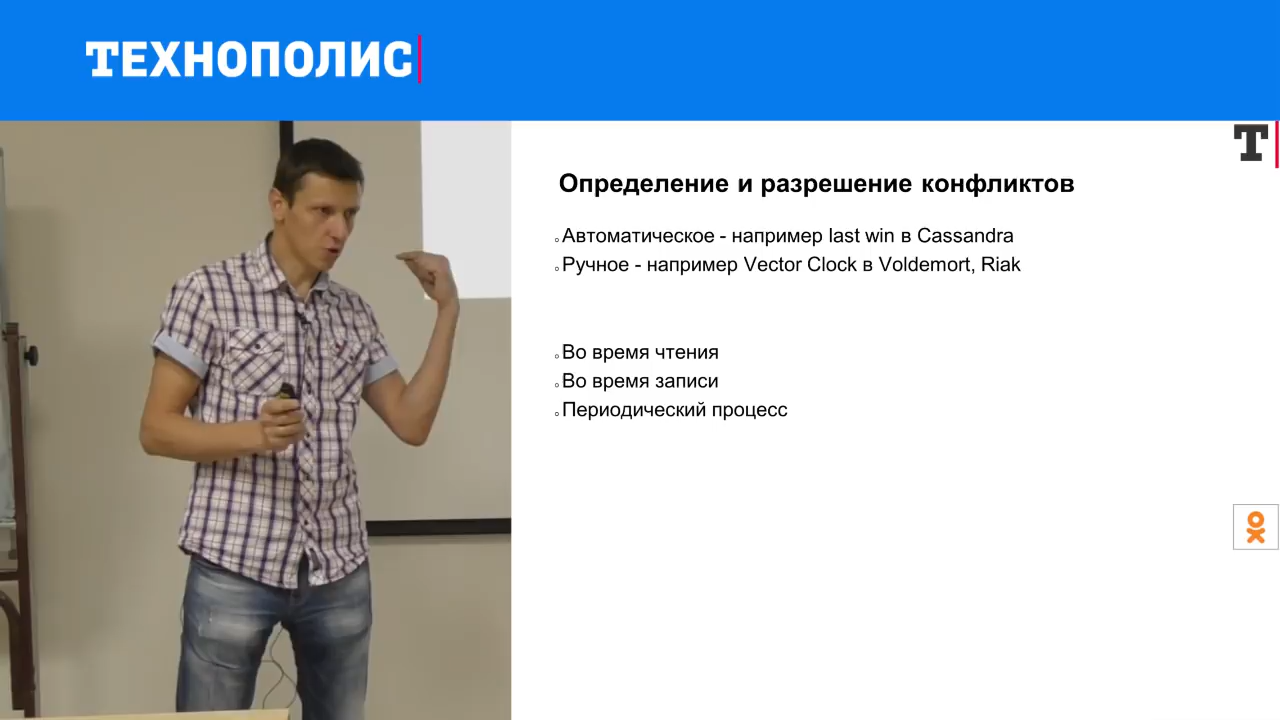 ТЕХНОПОЛИС
T
Определение и разрешение конфликтов
Автоматическое - например last win в Cassandra
Ручное - например Vector Clock в Voldemort, Riak
Во время чтения
Во время записи
Периодический процесс